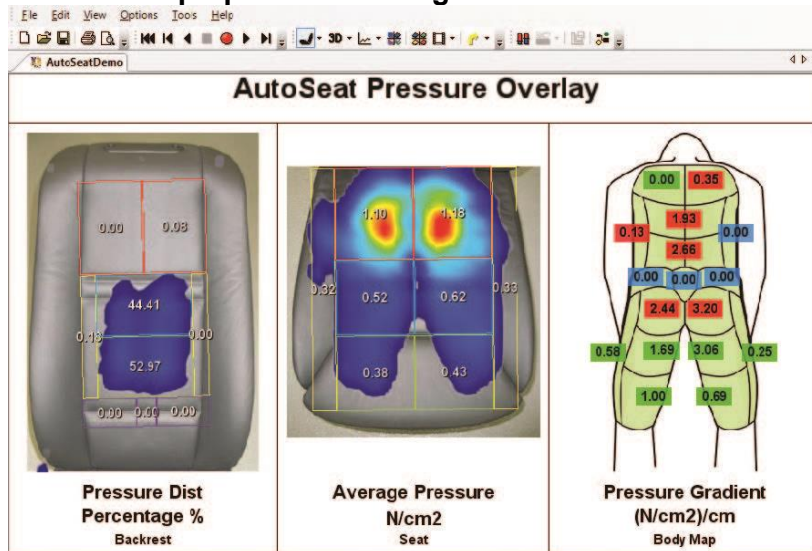 File Edit View Options Tools Help
3D
AutoSeatDemo
AutoSeat Pressure Overlay
0.00 0.08
44.41
0.13 0.00
52.97
0.00 0.00 0.00
Pressure Dist
Percentage %
Backrest
1.10 1.18
0.32 0.52 0.62 0.33
0.38 0.43
Average Pressure
N/cm2
Seat
0.00 0.35
1.93
0.13 0.00
2.66
0.00 0.00 0.00
2.44 3.20
0.58 1.69 3.06 0.25
1.00 0.69
Pressure Gradient
(N/cm2)/cm
Body Map